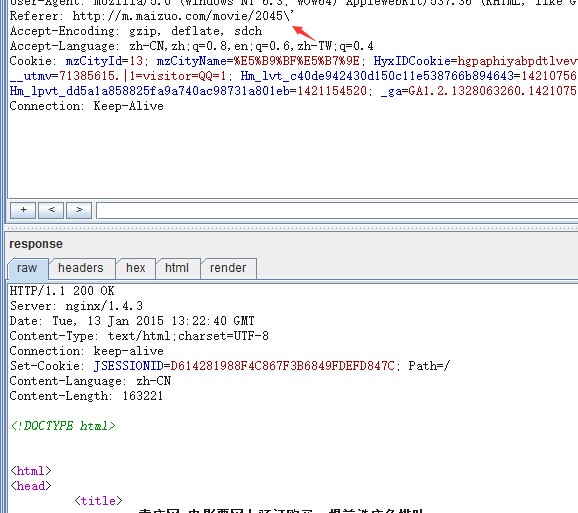 User-Agent: Mozilla/5.0 (Windows NT 6.3; WOW64) AppleWebKit/537.36 (KHTML, like G
Referer: http://m.maizuo.com/movie/2045\'
Accept-Encoding: gzip, deflate, sdch
Accept-Language: zh-CN,zh;q=0.8,en;q=0.6,zh-TW;q=0.4
Cookie: mzCityId=13; mzCityName=%E5%B9%BF%E5%B7%9E; HyxIDCookie=hgpaphiyabpdtlvev
__utmv=71385615.|1=visitor=QQ=1; Hm_lvt_c40de942430d150c11e538766b894643=14210756
Hm_lpvt_dd5a1a858825fa9a740ac98731a801eb=1421154520; _ga=GA1.2.1328063260.1421075
Connection: Keep-Alive
+ < >
response
raw headers hex html render
HTTP/1.1 200 OK
Server: nginx/1.4.3
Date: Tue, 13 Jan 2015 13:22:40 GMT
Content-Type: text/html;charset=UTF-8
Connection: keep-alive
Set-Cookie: JSESSIONID=D614281988F4C867F3B6849FDEFD847C; Path=/
Content-Language: zh-CN
Content-Length: 163221
<!DOCTYPE html>
<html>
<head>
<title>